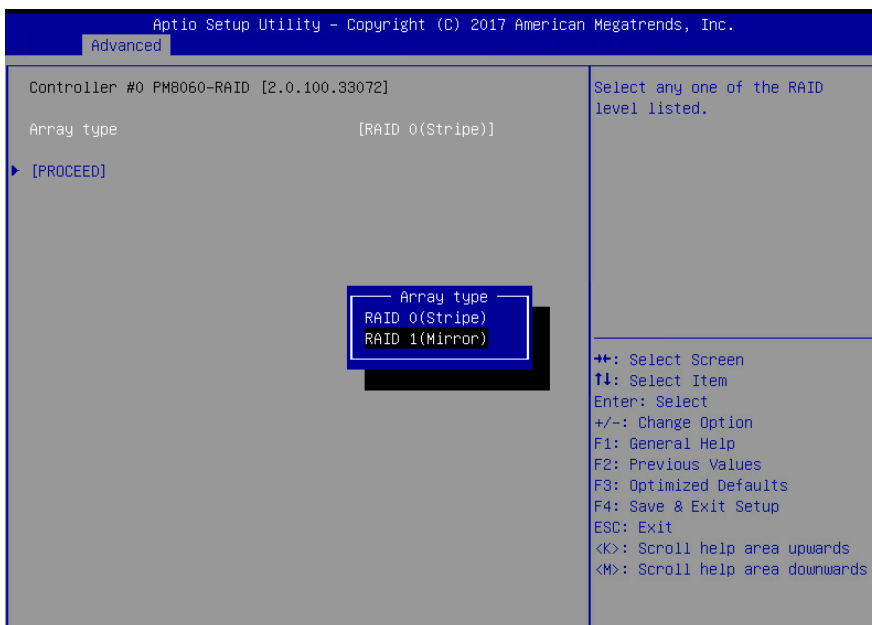 Aptio Setup Utility – Copyright (C) 2017 American Megatrends, Inc.
Advanced
Controller #0 PM8060-RAID [2.0.100.33072]
Array type [RAID 0(Stripe)]
[PROCEED]
Array type
RAID 0(Stripe)
RAID 1(Mirror)
Select any one of the RAID
level listed.
→←: Select Screen
↑↓: Select Item
Enter: Select
+/-: Change Option
F1: General Help
F2: Previous Values
F3: Optimized Defaults
F4: Save & Exit Setup
ESC: Exit
<K>: Scroll help area upwards
<M>: Scroll help area downwards